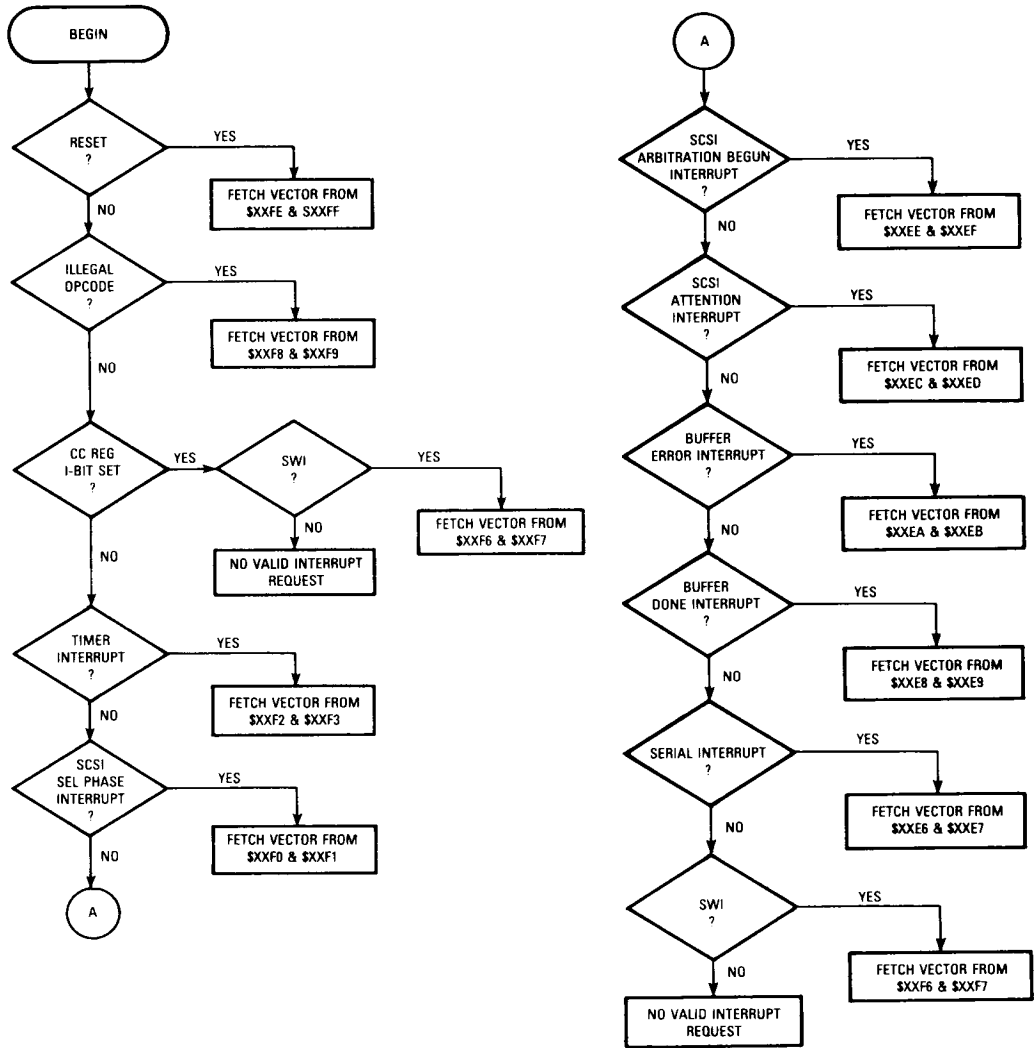 BEGIN
RESET
?
YES
FETCH VECTOR FROM
$XXFE & SXXFF
NO
ILLEGAL
OPCODE
?
YES
FETCH VECTOR FROM
$XXF8 & $XXF9
NO
CC REG
I-BIT SET
?
YES
SWI
?
YES
FETCH VECTOR FROM
$XXF6 & $XXF7
NO
NO VALID INTERRUPT
REQUEST
NO
TIMER
INTERRUPT
?
YES
FETCH VECTOR FROM
$XXF2 & $XXF3
NO
SCSI
SEL PHASE
INTERRUPT
?
YES
FETCH VECTOR FROM
$XXF0 & $XXF1
NO
A
A
SCSI
ARBITRATION BEGUN
INTERRUPT
?
YES
FETCH VECTOR FROM
$XXEE & $XXEF
NO
SCSI
ATTENTION
INTERRUPT
?
YES
FETCH VECTOR FROM
$XXEC & $XXED
NO
BUFFER
ERROR INTERRUPT
?
YES
FETCH VECTOR FROM
$XXEA & $XXEB
NO
BUFFER
DONE INTERRUPT
?
YES
FETCH VECTOR FROM
$XXE8 & $XXE9
NO
SERIAL INTERRUPT
?
YES
FETCH VECTOR FROM
$XXE6 & $XXE7
NO
SWI
?
YES
FETCH VECTOR FROM
$XXF6 & $XXF7
NO
NO VALID INTERRUPT
REQUEST